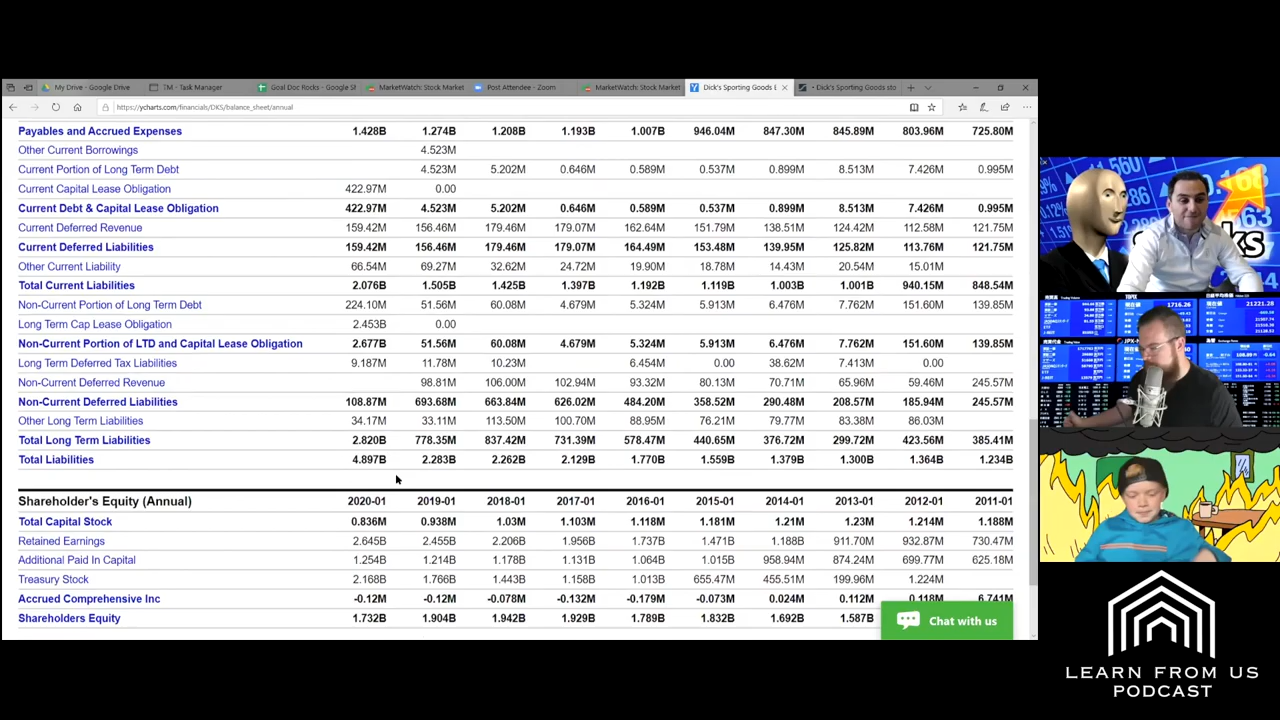 My Drive - Google Drive TM - Task Manager Goal Doc Rocks - Google Sh MarketWatch: Stock Market Post Attendee - Zoom MarketWatch: Stock Market Dick's Sporting Goods E • Dick's Sporting Goods sto
https://ycharts.com/financials/DKS/balance_sheet/annual
Payables and Accrued Expenses 1.428B 1.274B 1.208B 1.193B 1.007B 946.04M 847.30M 845.89M 803.96M 725.80M
Other Current Borrowings 4.523M
Current Portion of Long Term Debt 4.523M 5.202M 0.646M 0.589M 0.537M 0.899M 8.513M 7.426M 0.995M
Current Capital Lease Obligation 422.97M 0.00
Current Debt & Capital Lease Obligation 422.97M 4.523M 5.202M 0.646M 0.589M 0.537M 0.899M 8.513M 7.426M 0.995M
Current Deferred Revenue 159.42M 156.46M 179.46M 179.07M 162.64M 151.79M 138.51M 124.42M 112.58M 121.75M
Current Deferred Liabilities 159.42M 156.46M 179.46M 179.07M 164.49M 153.48M 139.95M 125.82M 113.76M 121.75M
Other Current Liability 66.54M 69.27M 32.62M 24.72M 19.90M 18.78M 14.43M 20.54M 15.01M
Total Current Liabilities 2.076B 1.505B 1.425B 1.397B 1.192B 1.119B 1.003B 1.001B 940.15M 848.54M
Non-Current Portion of Long Term Debt 224.10M 51.56M 60.08M 4.679M 5.324M 5.913M 6.476M 7.762M 151.60M 139.85M
Long Term Cap Lease Obligation 2.453B 0.00
Non-Current Portion of LTD and Capital Lease Obligation 2.677B 51.56M 60.08M 4.679M 5.324M 5.913M 6.476M 7.762M 151.60M 139.85M
Long Term Deferred Tax Liabilities 9.187M 11.78M 10.23M 6.454M 0.00 38.62M 7.413M 0.00
Non-Current Deferred Revenue 98.81M 106.00M 102.94M 93.32M 80.13M 70.71M 65.96M 59.46M 245.57M
Non-Current Deferred Liabilities 108.87M 693.68M 663.84M 626.02M 484.20M 358.52M 290.48M 208.57M 185.94M 245.57M
Other Long Term Liabilities 34.17M 33.11M 113.50M 100.70M 88.95M 76.21M 79.77M 83.38M 86.03M
Total Long Term Liabilities 2.820B 778.35M 837.42M 731.39M 578.47M 440.65M 376.72M 299.72M 423.56M 385.41M
Total Liabilities 4.897B 2.283B 2.262B 2.129B 1.770B 1.559B 1.379B 1.300B 1.364B 1.234B
Shareholder's Equity (Annual) 2020-01 2019-01 2018-01 2017-01 2016-01 2015-01 2014-01 2013-01 2012-01 2011-01
Total Capital Stock 0.836M 0.938M 1.03M 1.103M 1.118M 1.181M 1.21M 1.23M 1.214M 1.188M
Retained Earnings 2.645B 2.455B 2.206B 1.956B 1.737B 1.471B 1.188B 911.70M 932.87M 730.47M
Additional Paid In Capital 1.254B 1.214B 1.178B 1.131B 1.064B 1.015B 958.94M 874.24M 699.77M 625.18M
Treasury Stock 2.168B 1.766B 1.443B 1.158B 1.013B 655.47M 455.51M 199.96M 1.224M
Accrued Comprehensive Inc -0.12M -0.12M -0.078M -0.132M -0.179M -0.073M 0.024M 0.112M 0.118M 6.741M
Shareholders Equity 1.732B 1.904B 1.942B 1.929B 1.789B 1.832B 1.692B 1.587B
Chat with us
TOPIX
1716.26
21221.28
LEARN FROM US
PODCAST